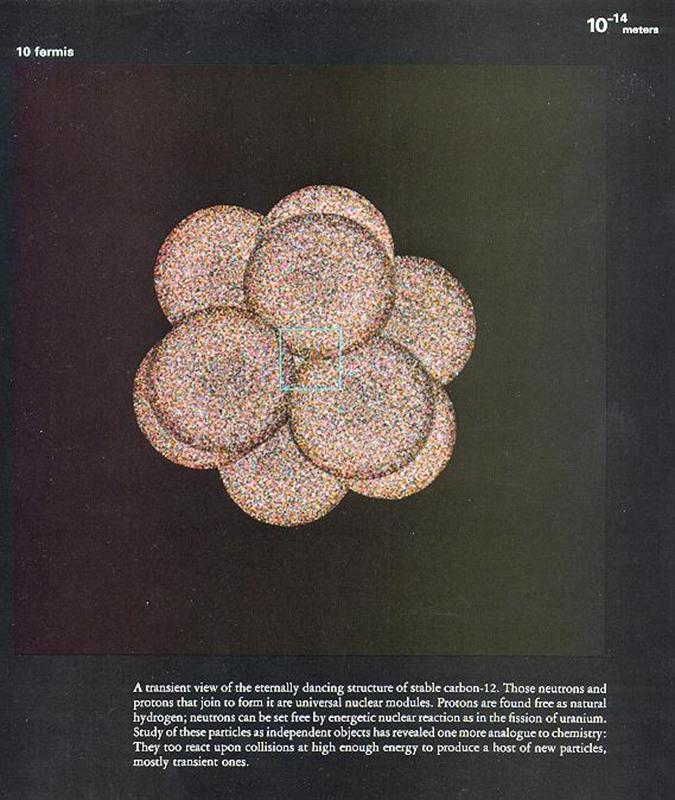 10⁻¹⁴
meters
10 fermis
A transient view of the eternally dancing structure of stable carbon-12. Those neutrons and
protons that join to form it are universal nuclear modules. Protons are found free as natural
hydrogen; neutrons can be set free by energetic nuclear reaction as in the fission of uranium.
Study of these particles as independent objects has revealed one more analogue to chemistry:
They too react upon collisions at high enough energy to produce a host of new particles,
mostly transient ones.